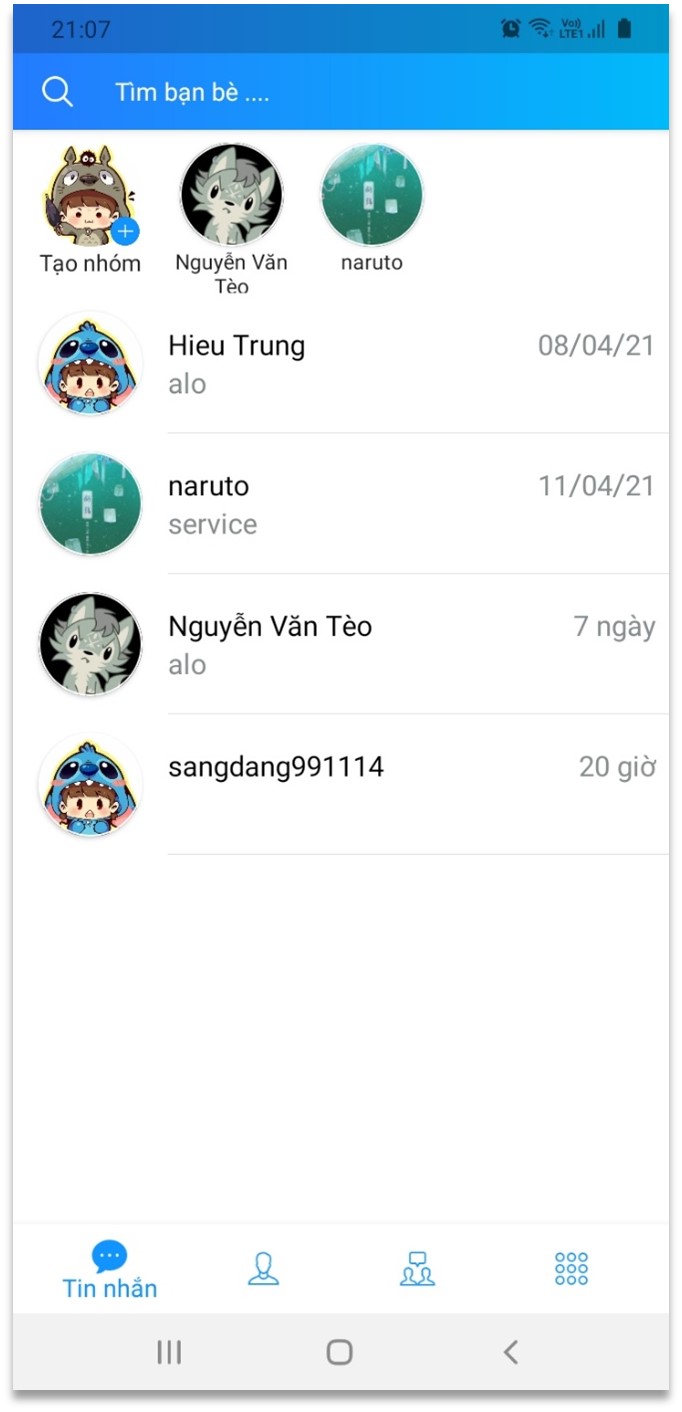 21:07
Vo)) LTE1
Tìm bạn bè ....
Tạo nhóm
Nguyễn Văn Tèo
naruto
Hieu Trung 08/04/21
alo
naruto 11/04/21
service
Nguyễn Văn Tèo 7 ngày
alo
sangdang991114 20 giờ
Tin nhắn